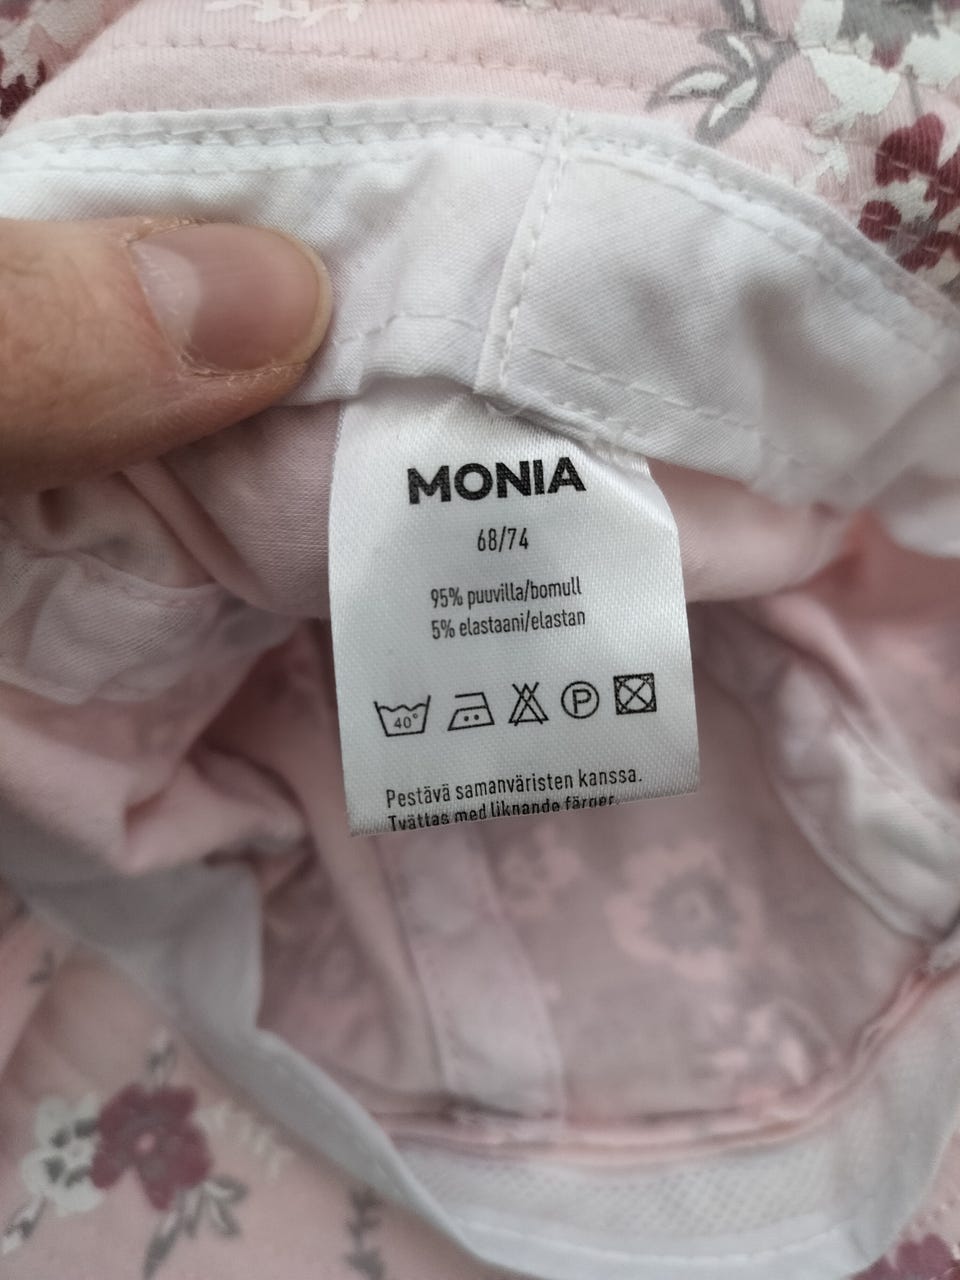 MONIA
68/74
95% puuvilla/bomull
5% elastaani/elastan
40°
P
Pestävä samanväristen kanssa.
Tvättas med liknande färger.